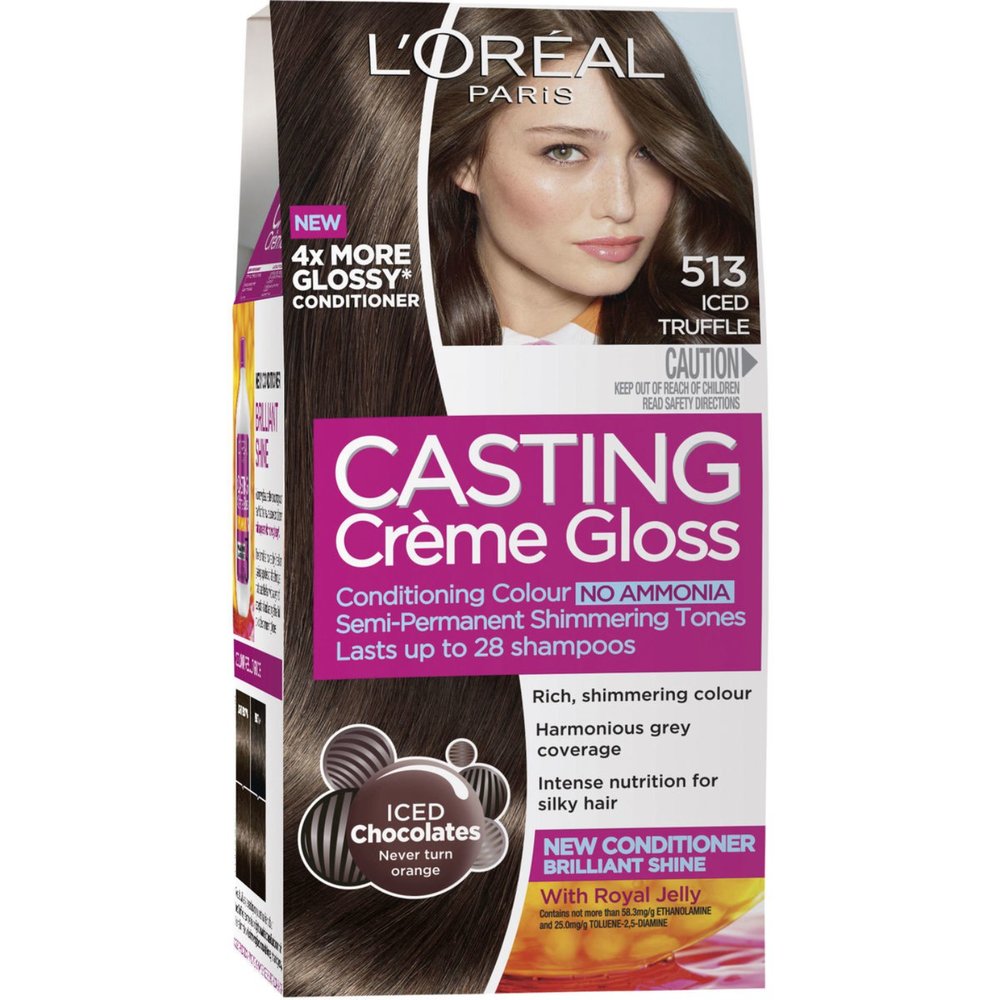 L'ORÉAL
PARiS
NEW
4x MORE
GLOSSY*
CONDITIONER
513
ICED
TRUFFLE
CAUTION
KEEP OUT OF REACH OF CHILDREN
READ SAFETY DIRECTIONS
CASTING
Crème Gloss
Conditioning Colour NO AMMONIA
Semi-Permanent Shimmering Tones
Lasts up to 28 shampoos
Rich, shimmering colour
Harmonious grey
coverage
Intense nutrition for
silky hair
ICED
Chocolates
Never turn
orange
NEW CONDITIONER
BRILLIANT SHINE
With Royal Jelly
Contains not more than 58.3mg/g ETHANOLAMINE
and 25.0mg/g TOLUENE-2,5-DIAMINE
BRILLIANT
SHINE